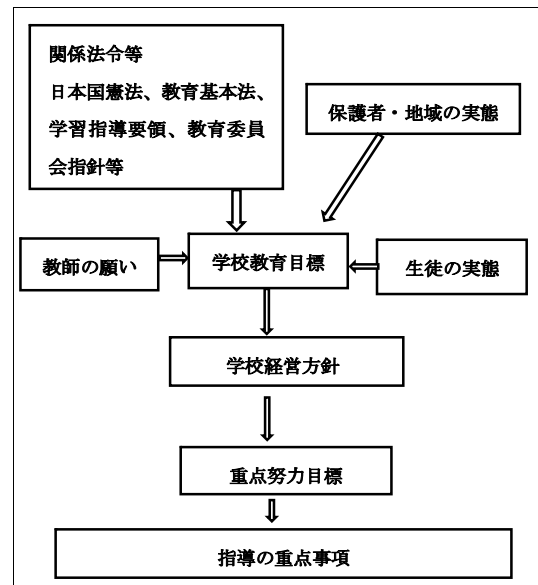 関係法令等
日本国憲法、教育基本法、
学習指導要領、教育委員
会指針等
保護者・地域の実態
教師の願い
学校教育目標
生徒の実態
学校経営方針
重点努力目標
指導の重点事項